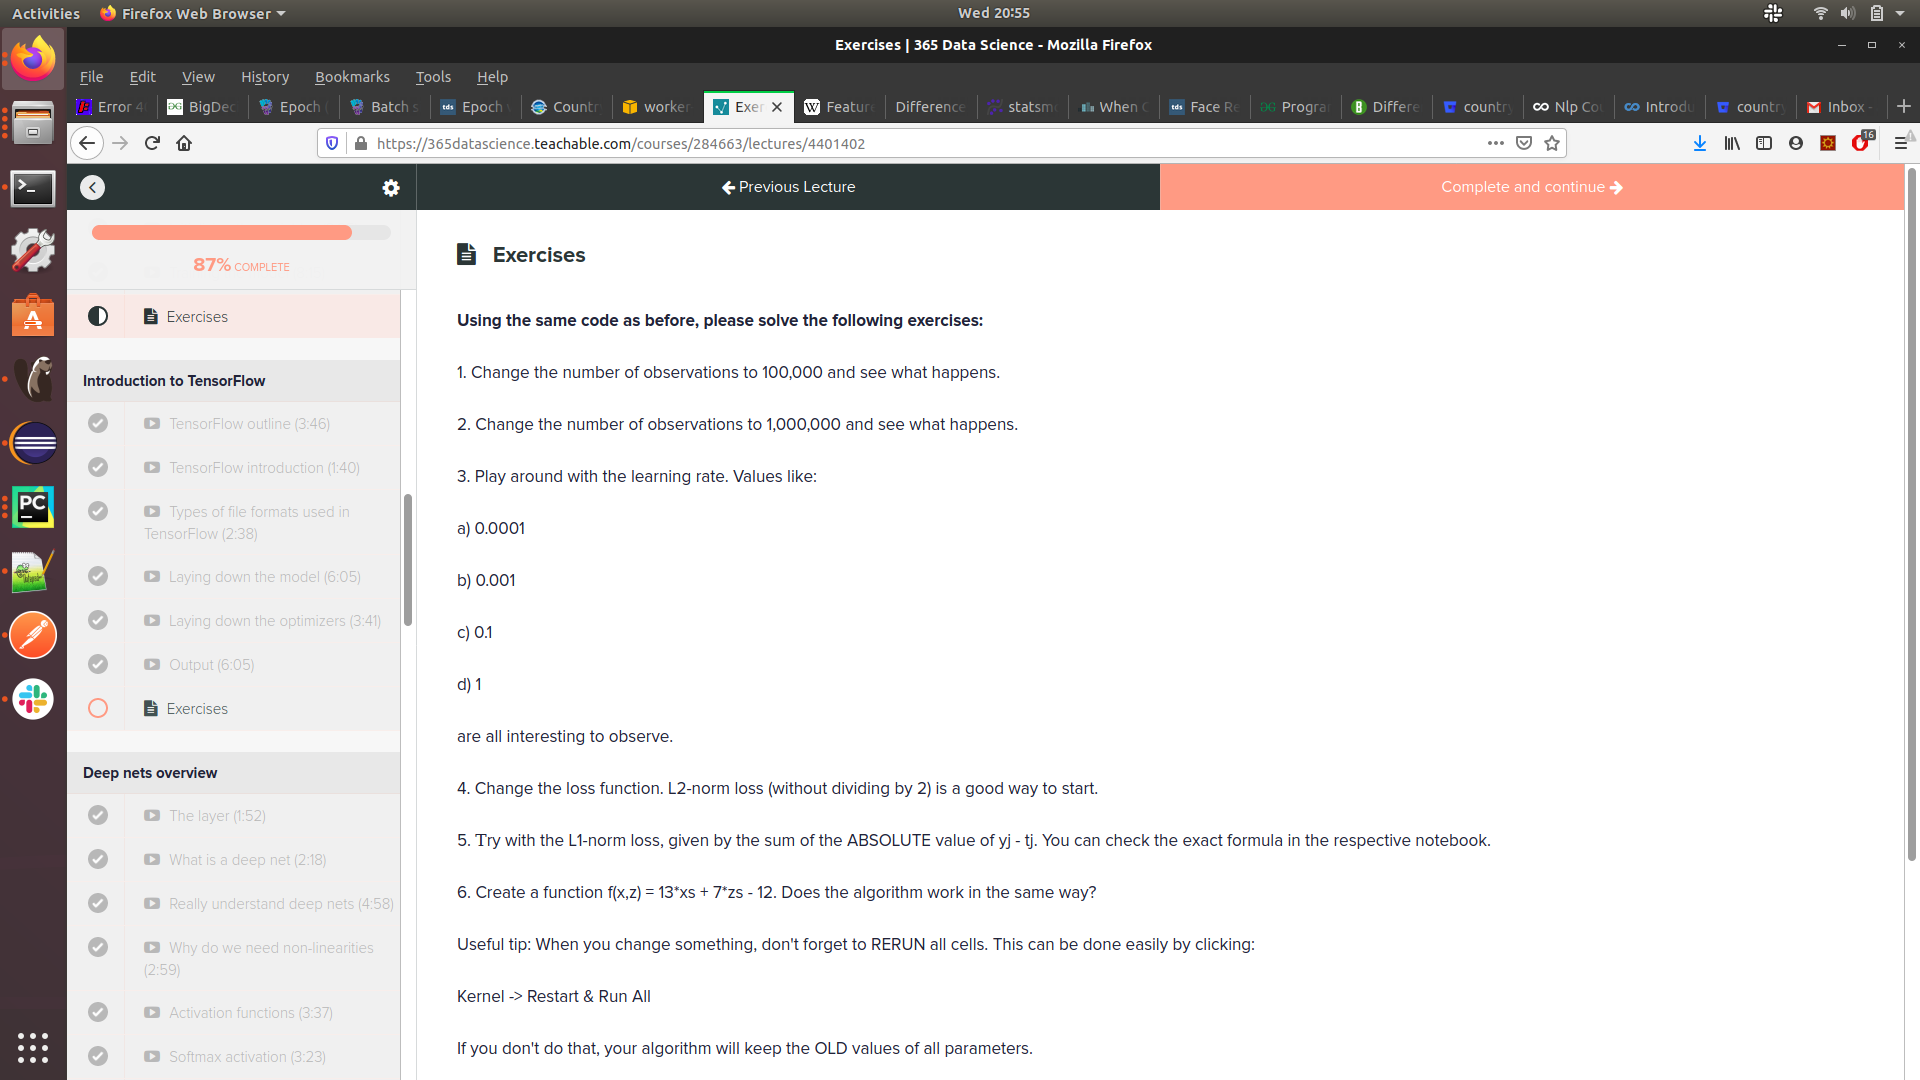 Activities
Firefox Web Browser
Wed 20:55
Exercises | 365 Data Science - Mozilla Firefox
File Edit View History Bookmarks Tools Help
Error 4
BigDec
Epoch
Batch s
Epoch v
Countr
worker
Exer
Featur
Difference
statsm
When C
Face Re
Progra
Differe
country
Nlp Co
Introdu
country
Inbox -
https://365datascience.teachable.com/courses/284663/lectures/4401402
16
Previous Lecture
Complete and continue
87% COMPLETE
Exercises
Introduction to TensorFlow
TensorFlow outline (3:46)
TensorFlow introduction (1:40)
Types of file formats used in
TensorFlow (2:38)
Laying down the model (6:05)
Laying down the optimizers (3:41)
Output (6:05)
Exercises
Deep nets overview
The layer (1:52)
What is a deep net (2:18)
Really understand deep nets (4:58)
Why do we need non-linearities
(2:59)
Activation functions (3:37)
Softmax activation (3:23)
Exercises
Using the same code as before, please solve the following exercises:
1. Change the number of observations to 100,000 and see what happens.
2. Change the number of observations to 1,000,000 and see what happens.
3. Play around with the learning rate. Values like:
a) 0.0001
b) 0.001
c) 0.1
d) 1
are all interesting to observe.
4. Change the loss function. L2-norm loss (without dividing by 2) is a good way to start.
5. Try with the L1-norm loss, given by the sum of the ABSOLUTE value of yj - tj. You can check the exact formula in the respective notebook.
6. Create a function f(x,z) = 13*xs + 7*zs - 12. Does the algorithm work in the same way?
Useful tip: When you change something, don't forget to RERUN all cells. This can be done easily by clicking:
Kernel -> Restart & Run All
If you don't do that, your algorithm will keep the OLD values of all parameters.